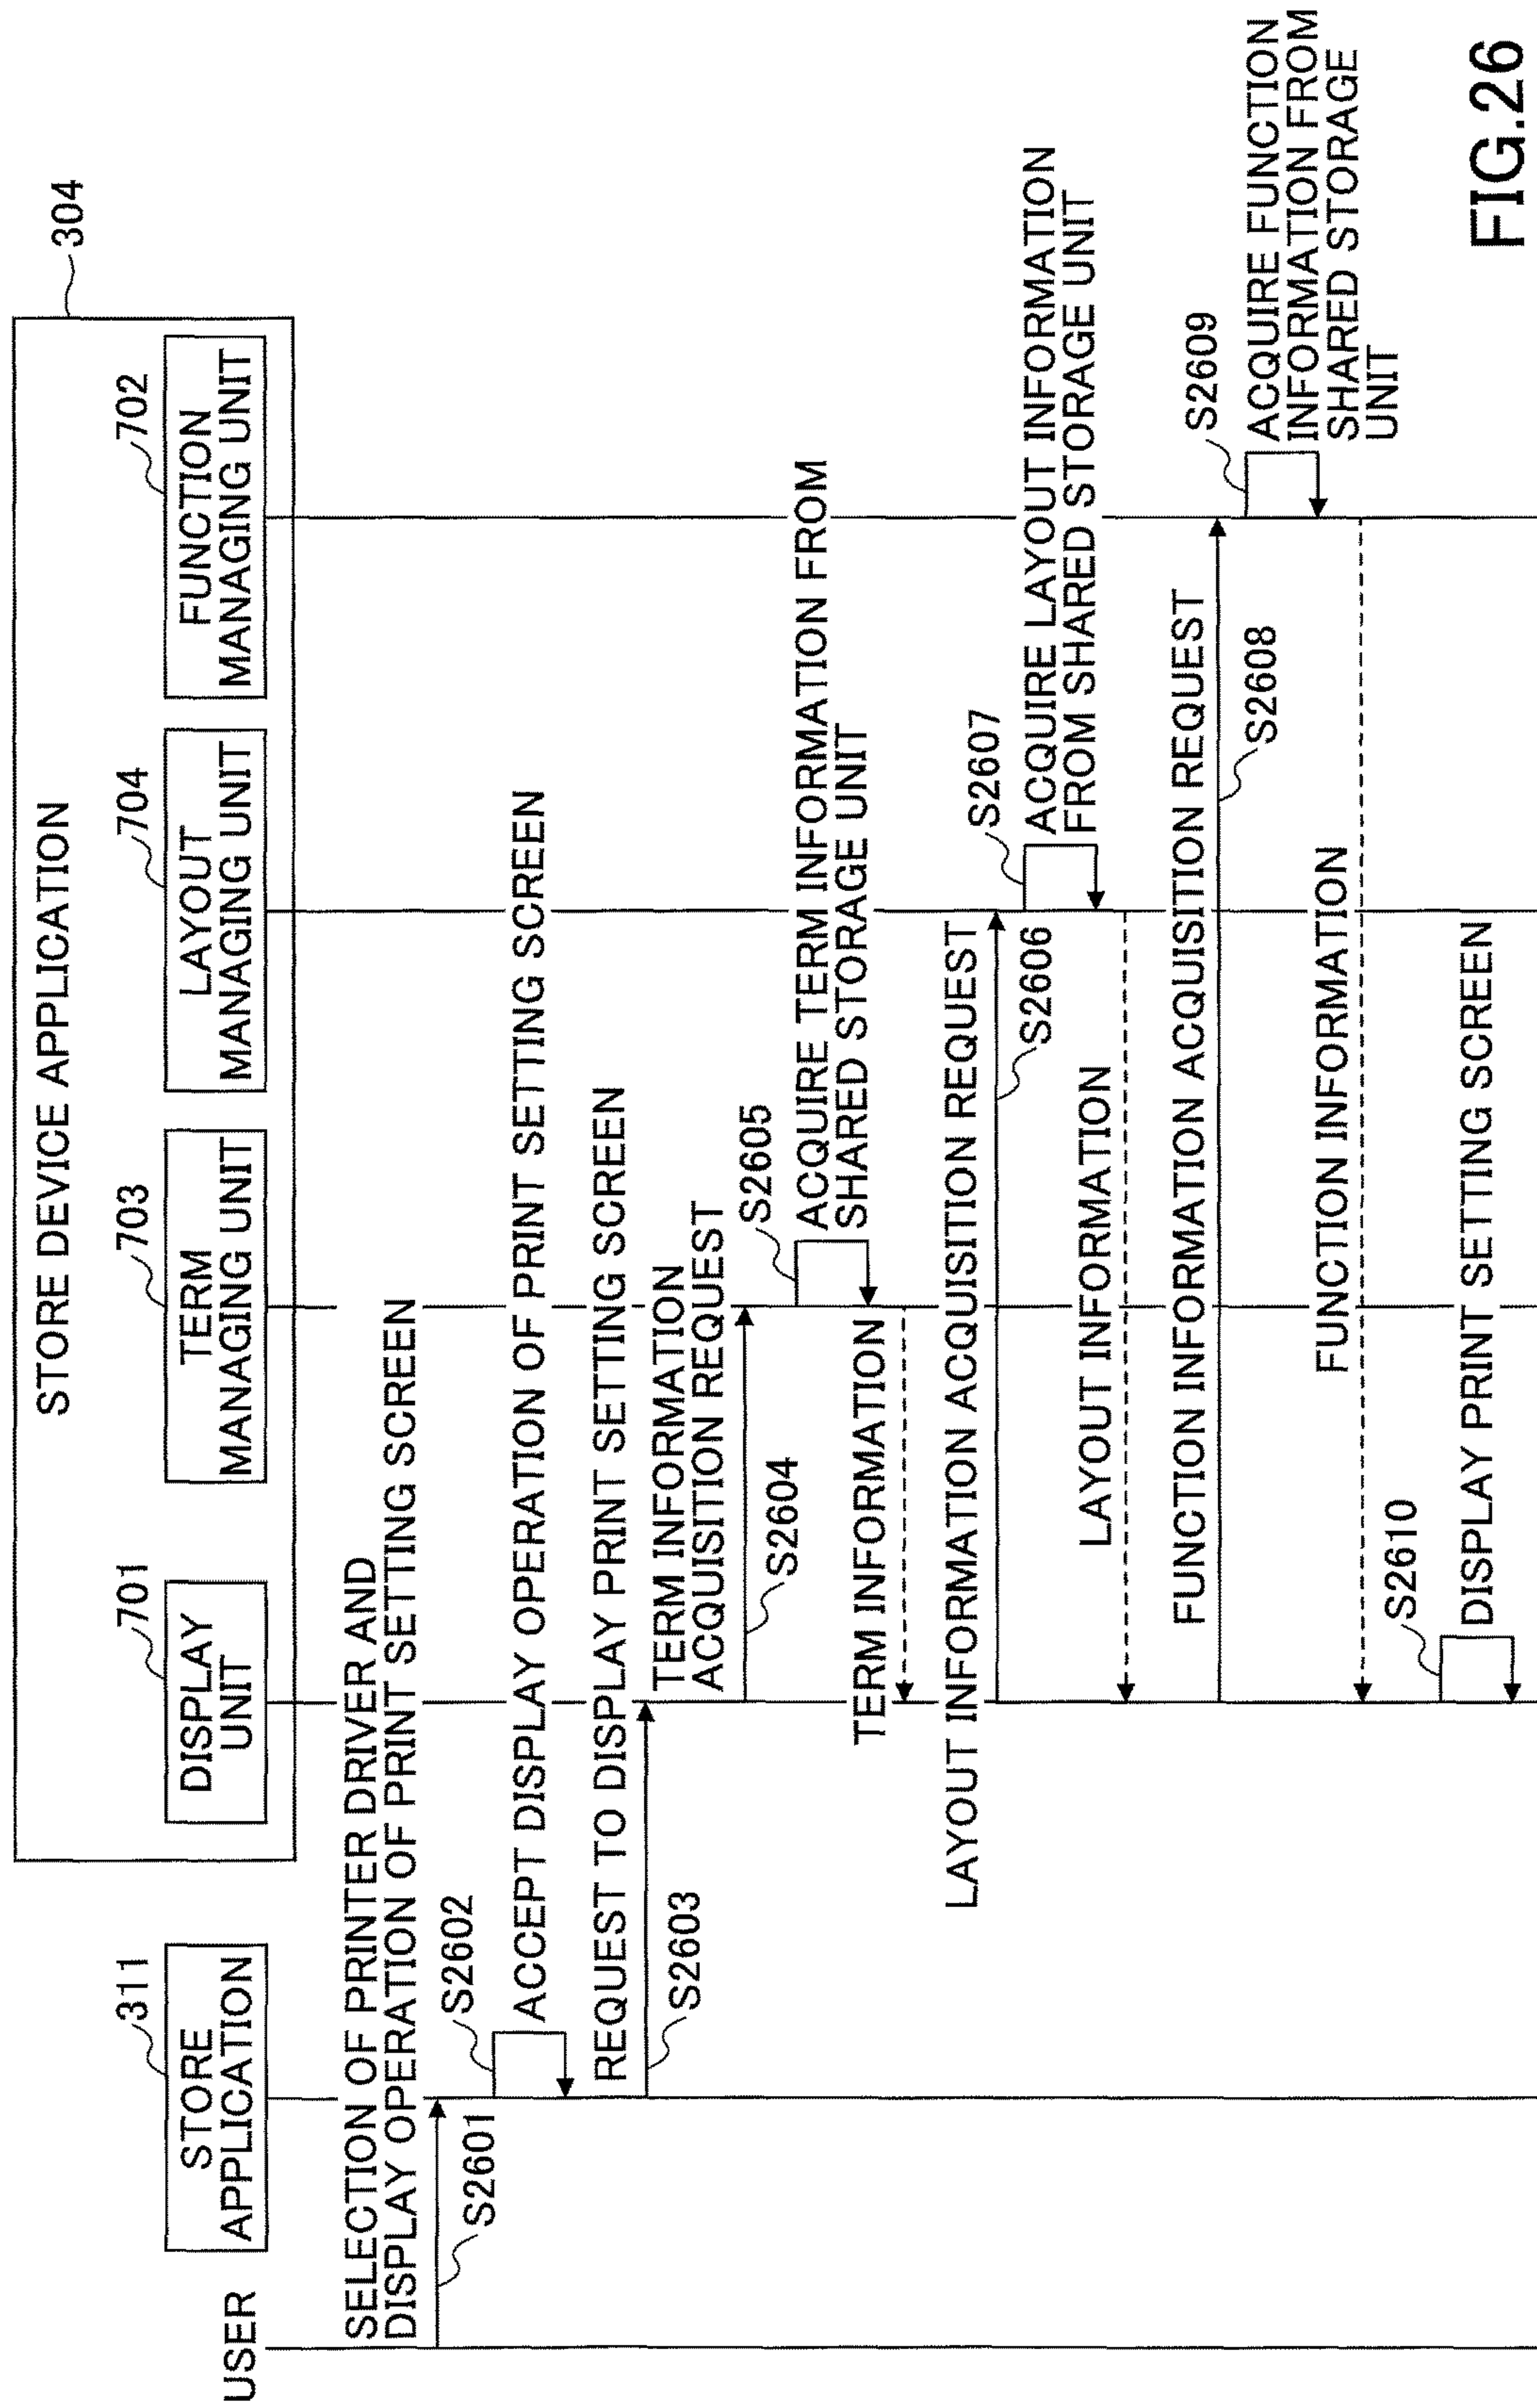 STORE DEVICE APPLICATION
304
USER
311
STORE
APPLICATION
701
DISPLAY
UNIT
703
TERM
MANAGING UNIT
704
LAYOUT
MANAGING UNIT
702
FUNCTION
MANAGING UNIT
SELECTION OF PRINTER DRIVER AND
DISPLAY OPERATION OF PRINT SETTING SCREEN
S2601
S2602
ACCEPT DISPLAY OPERATION OF PRINT SETTING SCREEN
REQUEST TO DISPLAY PRINT SETTING SCREEN
S2603
TERM INFORMATION
ACQUISITION REQUEST
S2604
S2605
ACQUIRE TERM INFORMATION FROM
SHARED STORAGE UNIT
TERM INFORMATION
LAYOUT INFORMATION ACQUISITION REQUEST
S2606
S2607
ACQUIRE LAYOUT INFORMATION
FROM SHARED STORAGE UNIT
LAYOUT INFORMATION
FUNCTION INFORMATION ACQUISITION REQUEST
S2608
S2609
ACQUIRE FUNCTION
INFORMATION FROM
SHARED STORAGE
UNIT
FUNCTION INFORMATION
S2610
DISPLAY PRINT SETTING SCREEN
FIG.26